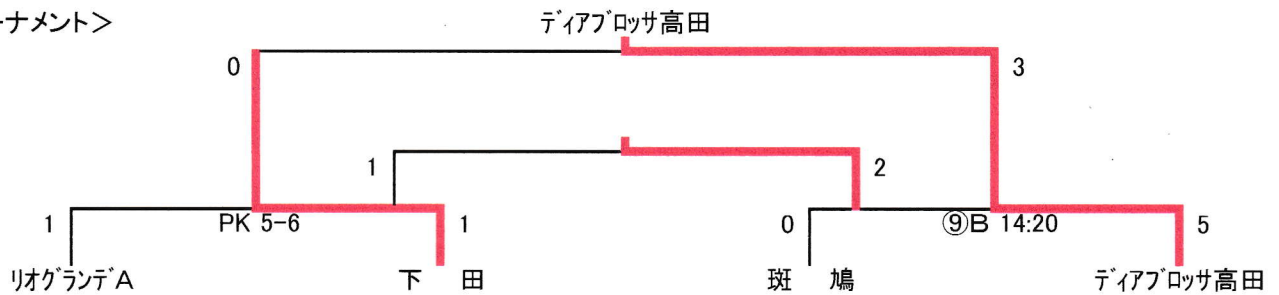 ーナメント＞
ディアブロッサ高田
0 3
1 2
1 PK 5-6 1 0 ⑨B 14:20 5
リオグランデA 下 田 斑 鳩 ディアブロッサ高田